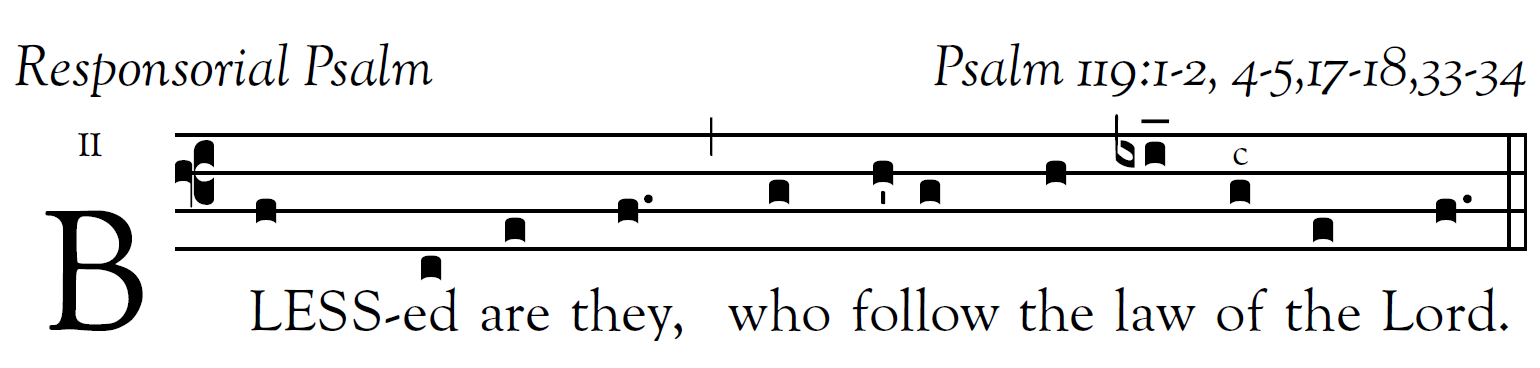 Responsorial Psalm Psalm 119:1-2, 4-5,17-18,33-34
II
c
BLESS-ed are they, who follow the law of the Lord.